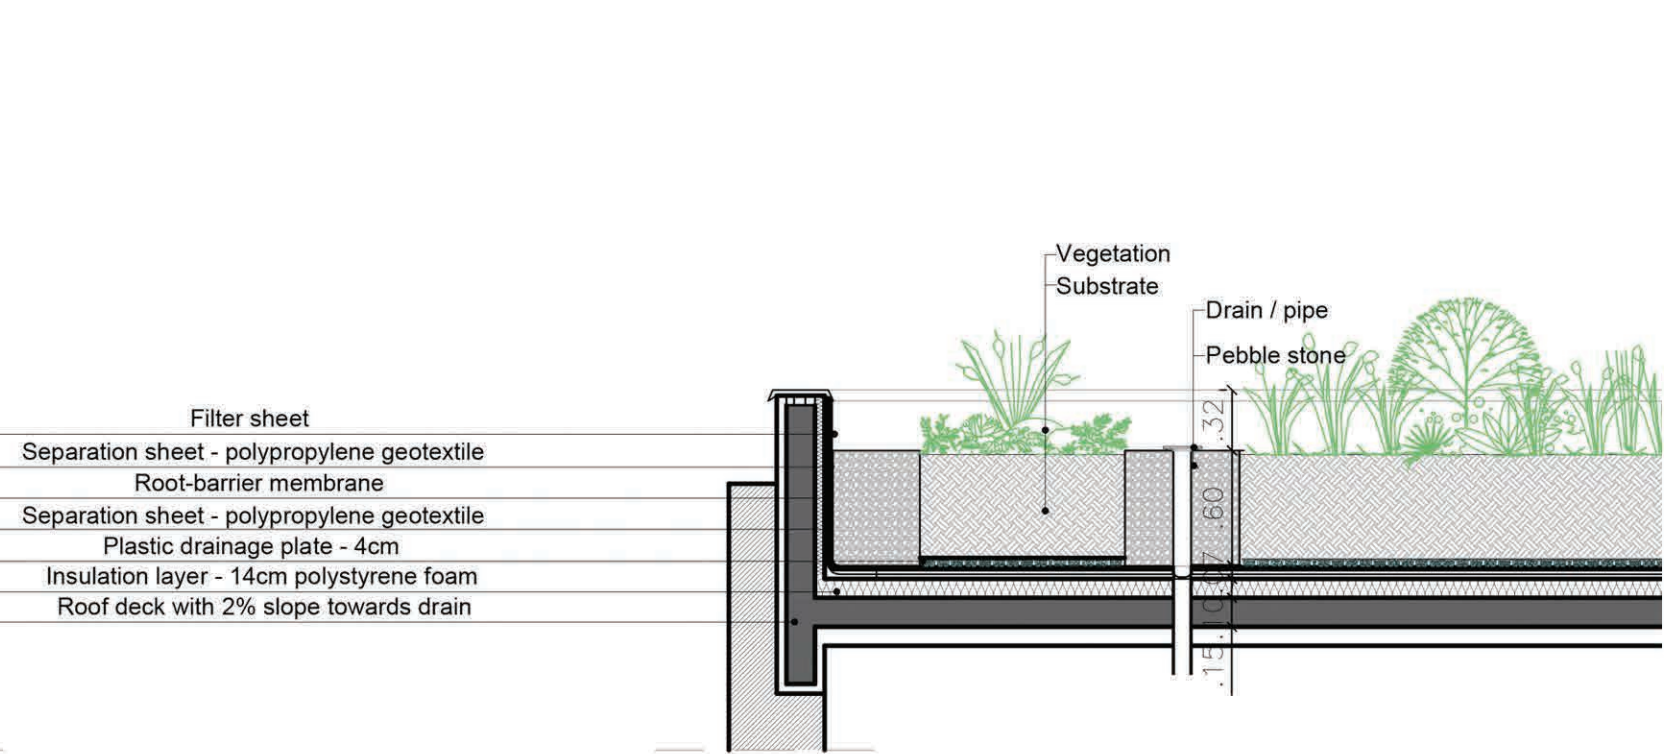 Vegetation
Substrate
Drain / pipe
Pebble stone
Filter sheet
Separation sheet - polypropylene geotextile
Root-barrier membrane
Separation sheet - polypropylene geotextile
Plastic drainage plate - 4cm
Insulation layer - 14cm polystyrene foam
Roof deck with 2% slope towards drain
.32
.60
.07
.10
.15